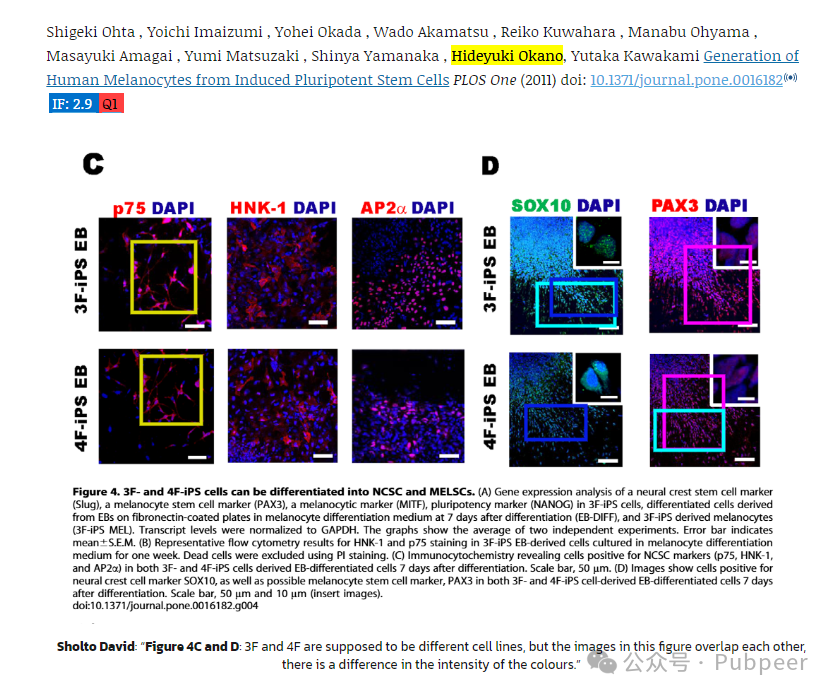 Shigeki Ohta , Yoichi Imaizumi , Yohei Okada , Wado Akamatsu , Reiko Kuwahara , Manabu Ohyama ,
Masayuki Amagai , Yumi Matsuzaki , Shinya Yamanaka , Hideyuki Okano, Yutaka Kawakami Generation of
Human Melanocytes from Induced Pluripotent Stem Cells PLOS One (2011) doi: 10.1371/journal.pone.0016182
IF: 2.9 Q1
C
D
p75 DAPI HNK-1 DAPI AP2α DAPI
SOX10 DAPI PAX3 DAPI
3F-iPS EB
3F-iPS EB
4F-iPS EB
4F-iPS EB
Figure 4. 3F- and 4F-iPS cells can be differentiated into NCSC and MELSCs. (A) Gene expression analysis of a neural crest stem cell marker
(Slug), a melanocyte stem cell marker (PAX3), a melanocytic marker (MITF), pluripotency marker (NANOG) in 3F-iPS cells, differentiated cells derived
from EBs on fibronectin-coated plates in melanocyte differentiation medium at 7 days after differentiation (EB-DIFF), and 3F-iPS derived melanocytes
(3F-iPS MEL). Transcript levels were normalized to GAPDH. The graphs show the average of two independent experiments. Error bar indicates
mean±S.E.M. (B) Representative flow cytometry results for HNK-1 and p75 staining in 3F-iPS EB-derived cells cultured in melanocyte differentiation
medium for one week. Dead cells were excluded using PI staining. (C) Immunocytochemistry revealing cells positive for NCSC markers (p75, HNK-1,
and AP2α) in both 3F- and 4F-iPS cells derived EB-differentiated cells 7 days after differentiation. Scale bar, 50 μm. (D) Images show cells positive for
neural crest cell marker SOX10, as well as possible melanocyte stem cell marker, PAX3 in both 3F- and 4F-iPS cell-derived EB-differentiated cells 7 days
after differentiation. Scale bar, 50 μm and 10 μm (insert images).
doi:10.1371/journal.pone.0016182.g004
Sholto David: "Figure 4C and D: 3F and 4F are supposed to be different cell lines, but the images in this figure overlap each other,
there is a difference in the intensity of the colours."
公众号 · Pubpeer